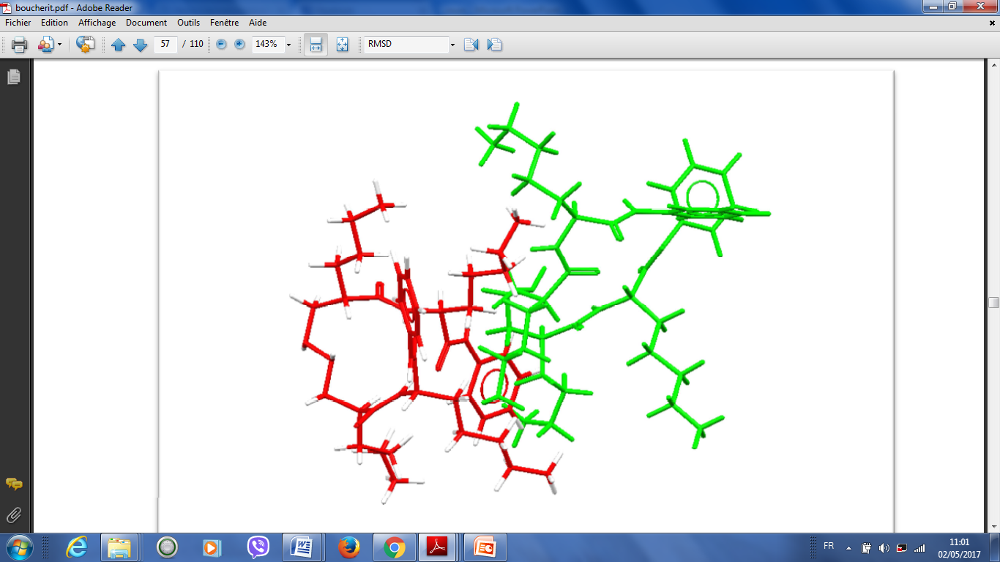 boucherit.pdf - Adobe Reader
Fichier Edition Affichage Document Outils Fenêtre Aide
57 / 110 143% RMSD
FR 11:01
02/05/2017